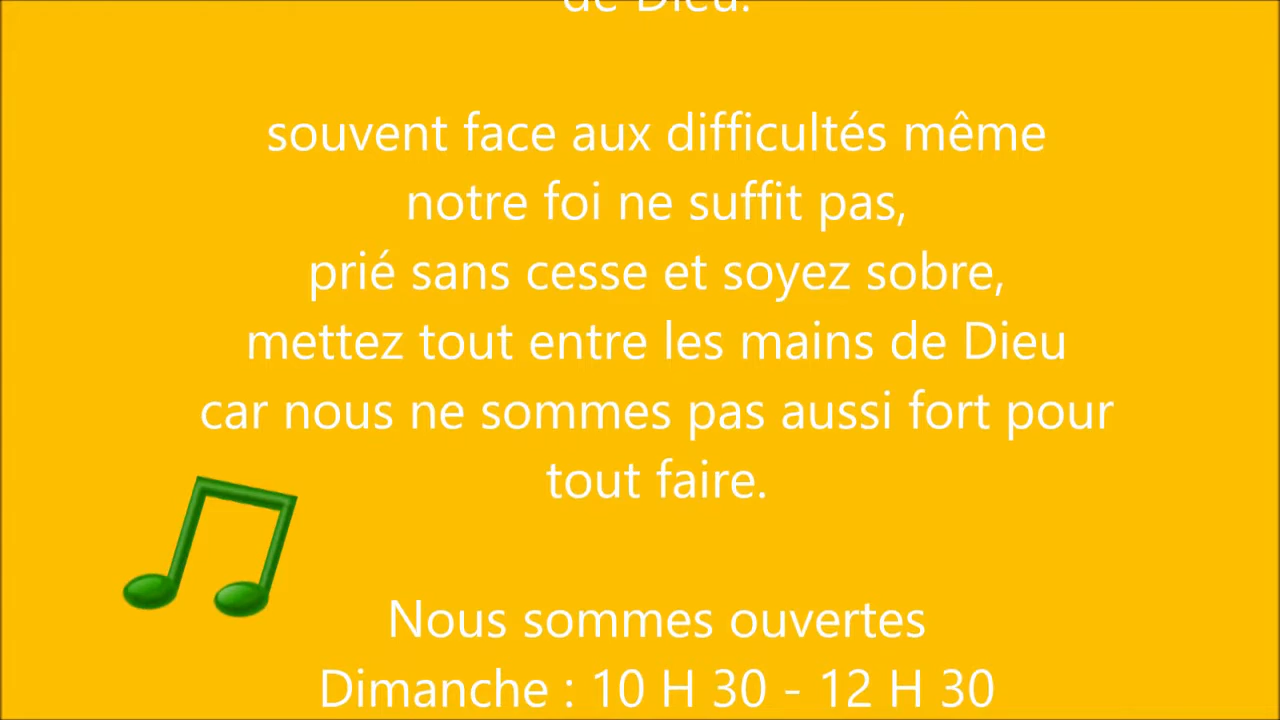 de Dieu.
souvent face aux difficultés même
notre foi ne suffit pas,
prié sans cesse et soyez sobre,
mettez tout entre les mains de Dieu
car nous ne sommes pas aussi fort pour
tout faire.
Nous sommes ouvertes
Dimanche : 10 H 30 - 12 H 30